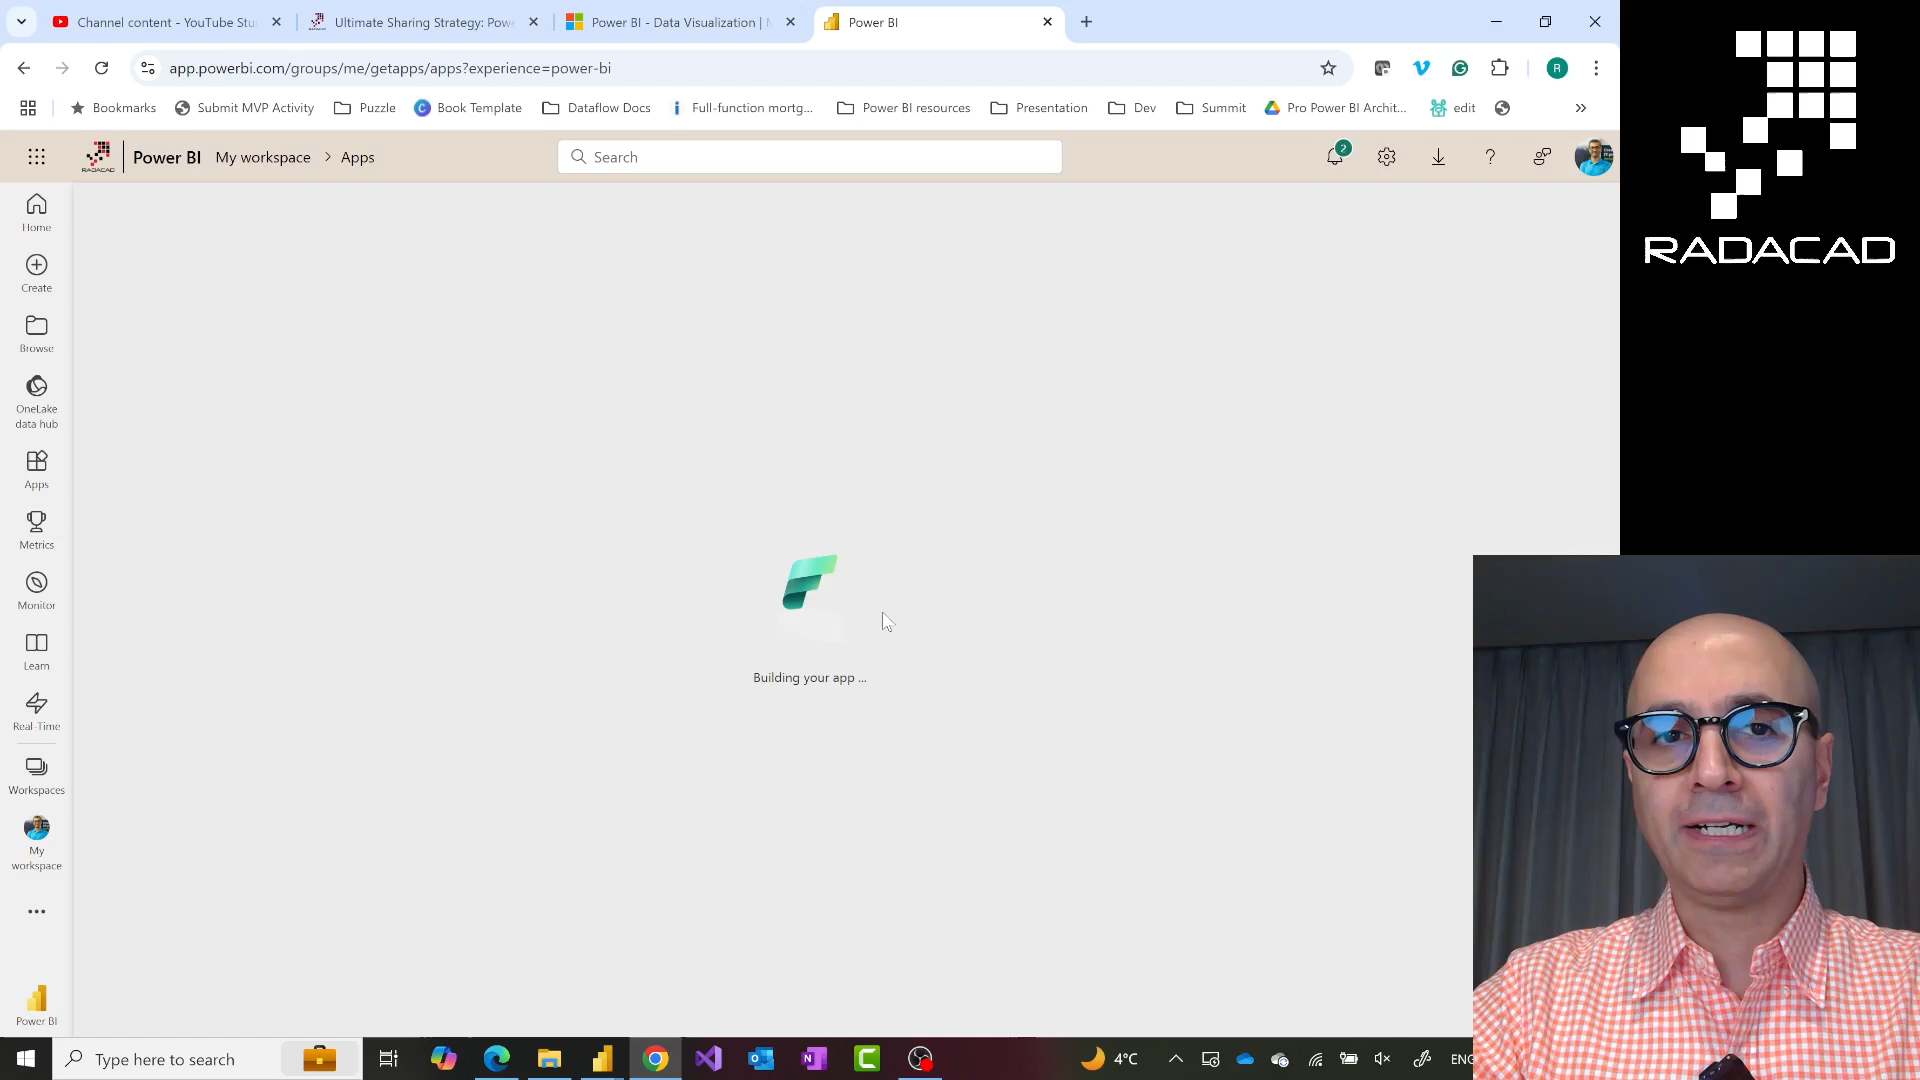 Channel content - YouTube Stu
Ultimate Sharing Strategy: Powe
Power BI - Data Visualization | M
Power BI
app.powerbi.com/groups/me/getapps/apps?experience=power-bi
R
Bookmarks
Submit MVP Activity
Puzzle
Book Template
Dataflow Docs
Full-function mortg...
Power BI resources
Presentation
Dev
Summit
Pro Power BI Archit...
edit
RADACAD
Power BI My workspace > Apps
Search
2
Home
Create
Browse
OneLake
data hub
Apps
Metrics
Monitor
Learn
Real-Time
Workspaces
My
workspace
Power BI
Building your app ...
RADACAD
Type here to search
4°C
ENG